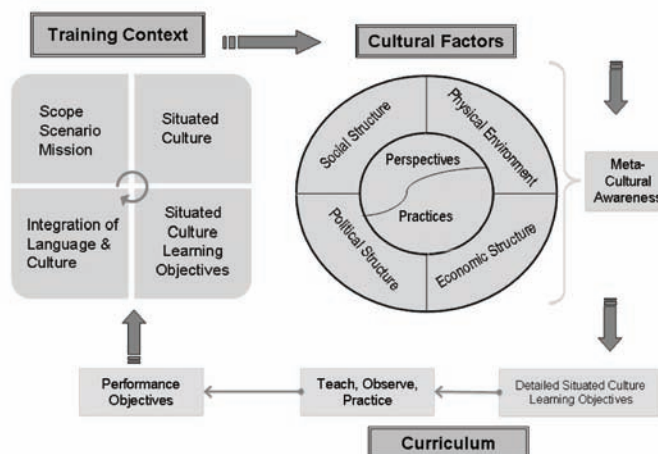 Training Context
Cultural Factors
Scope
Scenario
Mission
Situated
Culture
Integration of
Language &
Culture
Situated
Culture
Learning
Objectives
Social Structure
Physical Environment
Perspectives
Practices
Political Structure
Economic Structure
Meta-
Cultural
Awareness
Performance
Objectives
Teach, Observe,
Practice
Detailed Situated Culture
Learning Objectives
Curriculum